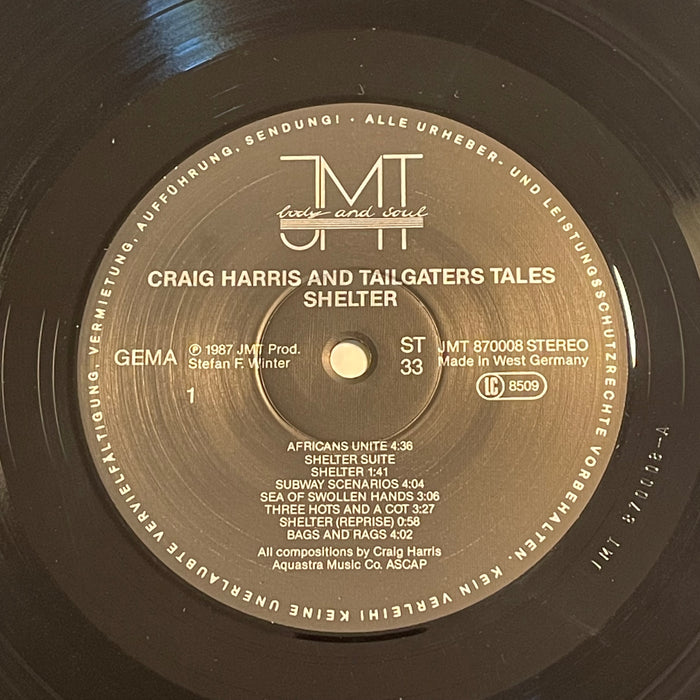 ALLE URHEBER- UND LEISTUNGSSCHUTZRECHTE VORBEHALTEN. KEIN VERLEIH! KEINE UNERLAUBTE VERVIELFÄLTIGUNG, VERMIETUNG, AUFFÜHRUNG, SENDUNG! ·
JMT
body and soul
CRAIG HARRIS AND TAILGATERS TALES
SHELTER
GEMA
℗ 1987 JMT Prod.
Stefan F. Winter
1
ST
33
JMT 870008 STEREO
Made in West Germany
LC 8509
AFRICANS UNITE 4:36
SHELTER SUITE
SHELTER 1:41
SUBWAY SCENARIOS 4:04
SEA OF SWOLLEN HANDS 3:06
THREE HOTS AND A COT 3:27
SHELTER (REPRISE) 0:58
BAGS AND RAGS 4:02
All compositions by Craig Harris
Aquastra Music Co. ASCAP
JMT 870008-A